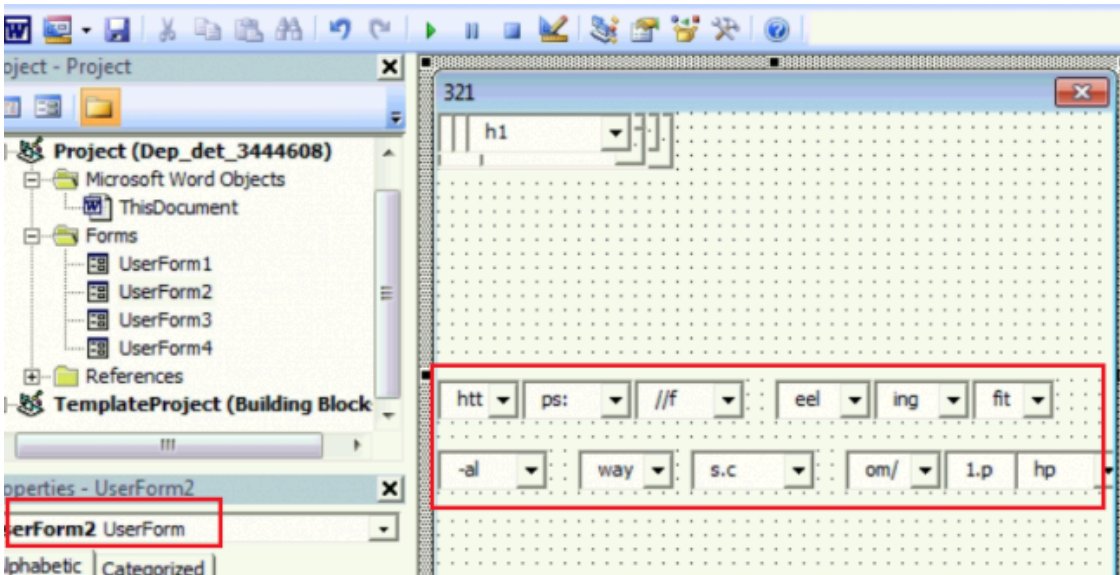 oject - Project
321
h1
Project (Dep_det_3444608)
Microsoft Word Objects
ThisDocument
Forms
UserForm1
UserForm2
UserForm3
UserForm4
References
TemplateProject (Building Block
htt ps: //f eel ing fit
-al way s.c om/ 1.p hp
operties - UserForm2
serForm2 UserForm
lphabetic Categorized